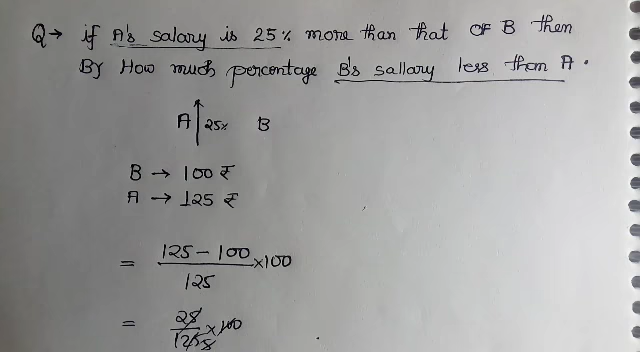 Q→ if A's salary is 25% more than that OF B then
By How much percentage B's sallary less than A.
A↑25% B
B → 100 ₹
A → 125 ₹
= 125 - 100 / 125 ×100
= 25 / 125 5 ×100